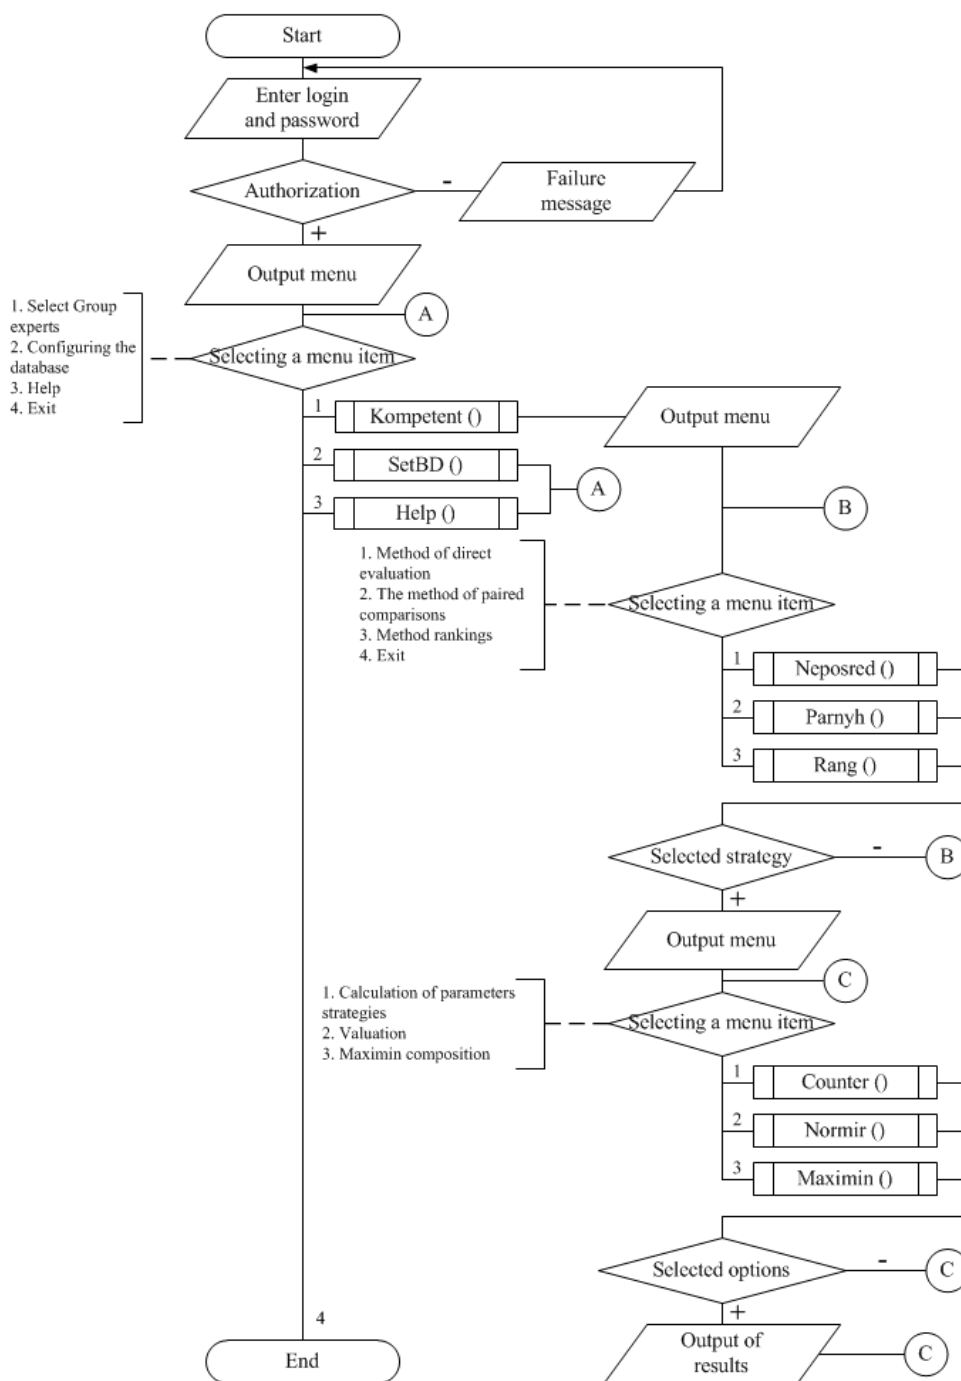 Start
Enter login
and password
Authorization
-
Failure
message
+
Output menu
A
1. Select Group
experts
2. Configuring the
database
3. Help
4. Exit
Selecting a menu item
1
Kompetent ()
Output menu
2
SetBD ()
A
3
Help ()
B
1. Method of direct
evaluation
2. The method of paired
comparisons
3. Method rankings
4. Exit
Selecting a menu item
1
Neposred ()
2
Parnyh ()
3
Rang ()
Selected strategy
-
B
+
Output menu
C
1. Calculation of parameters
strategies
2. Valuation
3. Maximin composition
Selecting a menu item
1
Counter ()
2
Normir ()
3
Maximin ()
Selected options
-
C
+
4
End
Output of
results
C